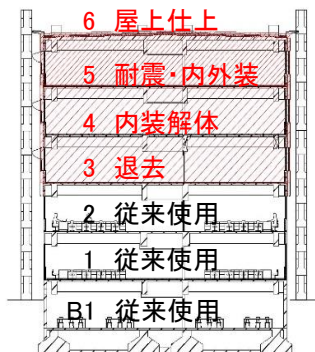 6 屋上仕上
5 耐震・内外装
4 内装解体
3 退去
2 従来使用
1 従来使用
B1 従来使用